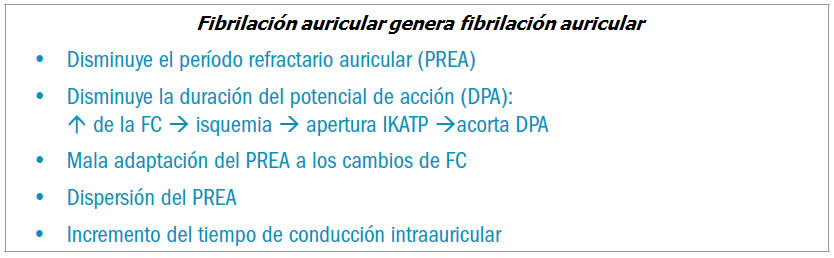 Fibrilación auricular genera fibrilación auricular
• Disminuye el período refractario auricular (PREA)
• Disminuye la duración del potencial de acción (DPA):
↑ de la FC → isquemia → apertura IKATP →acorta DPA
• Mala adaptación del PREA a los cambios de FC
• Dispersión del PREA
• Incremento del tiempo de conducción intraauricular